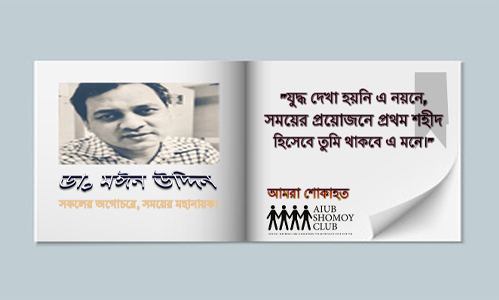 ডাঃ মঈন উদ্দিন
সকলের অগোচরে, সময়ের মহানায়ক।
"যুদ্ধ দেখা হয়নি এ নয়নে,
সময়ের প্রয়োজনে প্রথম শহীদ
হিসেবে তুমি থাকবে এ মনে।"
আমরা শোকাহত
AIUB
SHOMOY
CLUB